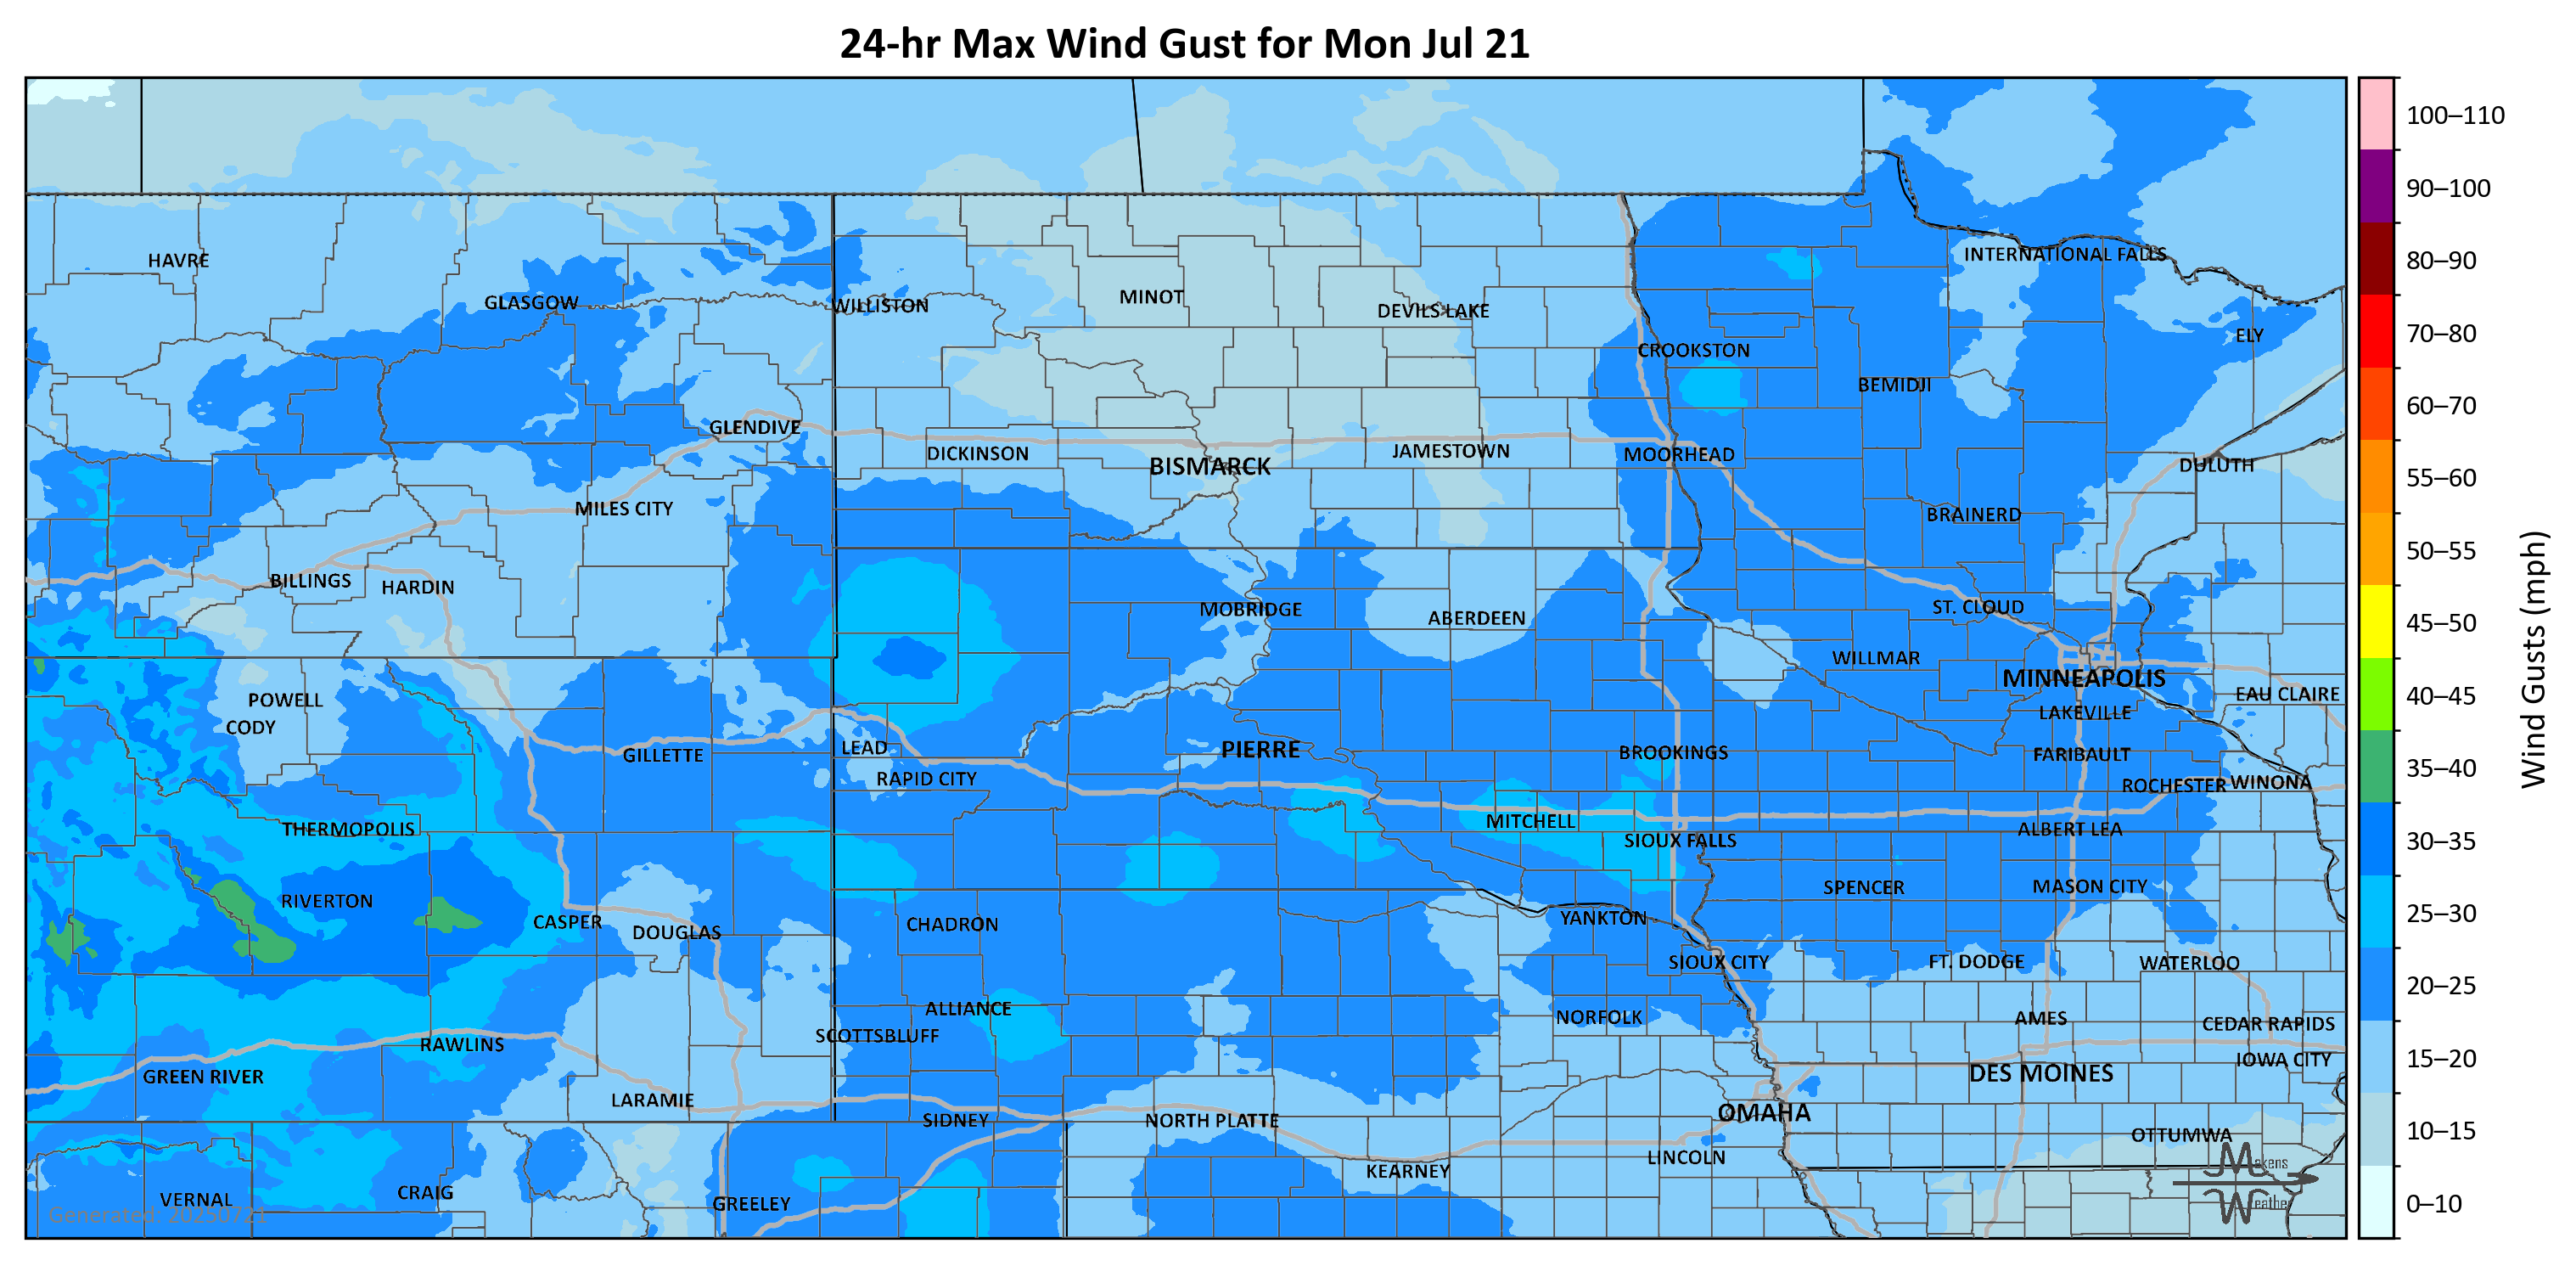 24-hr Max Wind Gust for Mon Jul 21
100–110
90–100
HAVRE
INTERNATIONAL FALLS
80–90
GLASGOW
MINOT
WILLISTON
DEVILS LAKE
70–80
ELY
CROOKSTON
BEMIDJI
60–70
GLENDIVE
DICKINSON
JAMESTOWN
MOORHEAD
BISMARCK
DULUTH
55–60
MILES CITY
BRAINERD
50–55
BILLINGS
HARDIN
MOBRIDGE
ABERDEEN
ST. CLOUD
45–50
WILLMAR
MINNEAPOLIS
Wind Gusts (mph)
POWELL
EAU CLAIRE
40–45
CODY
LAKEVILLE
GILLETTE
LEAD
PIERRE
BROOKINGS
FARIBAULT
35–40
RAPID CITY
ROCHESTER
WINONA
THERMOPOLIS
MITCHELL
ALBERT LEA
SIOUX FALLS
30–35
RIVERTON
SPENCER
MASON CITY
CASPER
DOUGLAS
CHADRON
YANKTON
25–30
SIOUX CITY
FT. DODGE
WATERLOO
20–25
ALLIANCE
NORFOLK
AMES
CEDAR RAPIDS
SCOTTSBLUFF
RAWLINS
15–20
GREEN RIVER
IOWA CITY
DES MOINES
LARAMIE
OMAHA
SIDNEY
NORTH PLATTE
10–15
OTTUMWA
LINCOLN
KEARNEY
Makens
Weather
VERNAL
CRAIG
GREELEY
0–10
Generated: 20250721